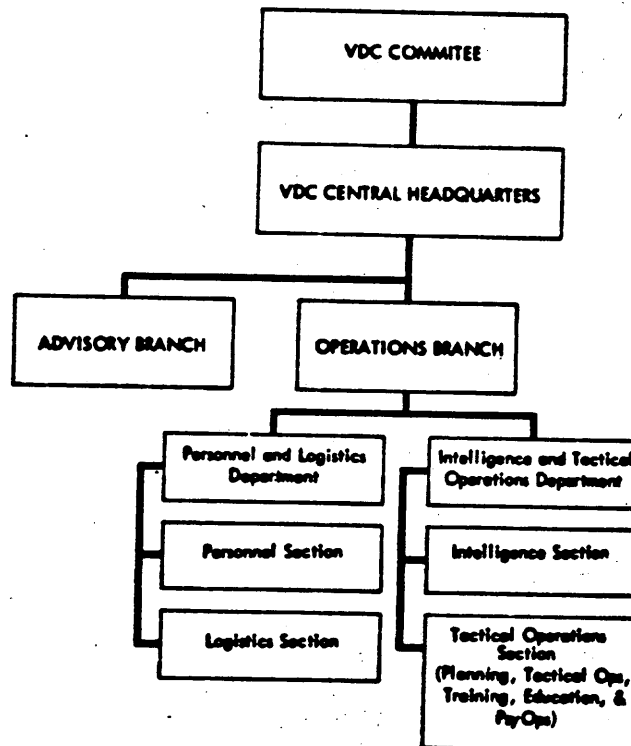 VDC COMMITEE
VDC CENTRAL HEADQUARTERS
ADVISORY BRANCH
OPERATIONS BRANCH
Personnel and Logistics
Department
Intelligence and Tactical
Operations Department
Personnel Section
Intelligence Section
Logistics Section
Tactical Operations
Section
(Planning, Tactical Ops,
Training, Education, &
PsyOps)